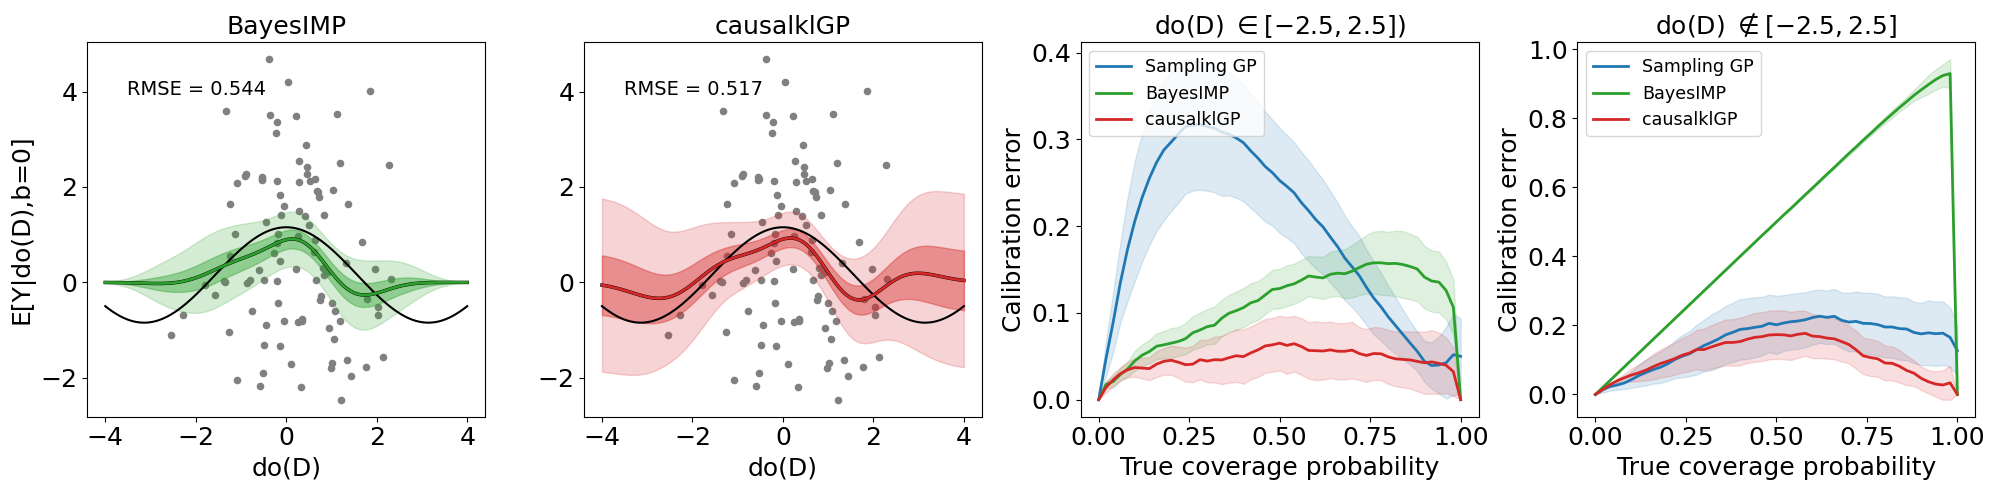 BayesIMP
RMSE = 0.544
E[Y|do(D),b=0]
4
2
0
−2
−4
−2
0
2
4
do(D)
causalklGP
RMSE = 0.517
4
2
0
−2
−4
−2
0
2
4
do(D)
do(D) ∈[−2.5, 2.5])
Sampling GP
BayesIMP
causalklGP
Calibration error
0.4
0.3
0.2
0.1
0.0
0.00
0.25
0.50
0.75
1.00
True coverage probability
do(D) ∉[−2.5, 2.5]
Sampling GP
BayesIMP
causalklGP
Calibration error
1.0
0.8
0.6
0.4
0.2
0.0
0.00
0.25
0.50
0.75
1.00
True coverage probability